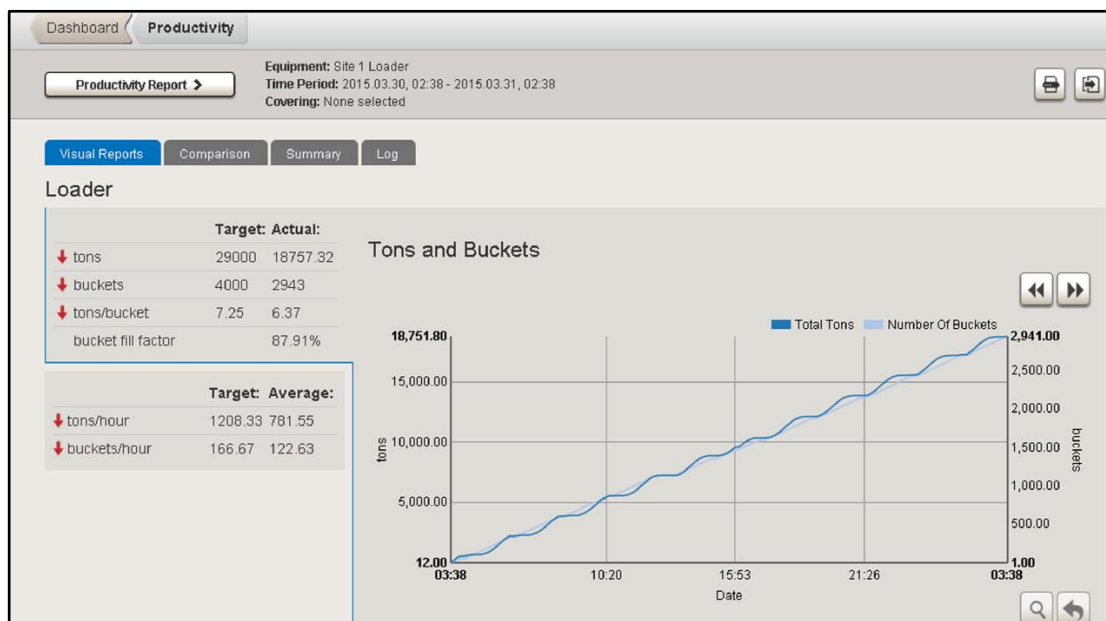 Dashboard Productivity
Productivity Report
Equipment: Site 1 Loader
Time Period: 2015.03.30, 02:38 - 2015.03.31, 02:38
Covering: None selected
Visual Reports Comparison Summary Log
Loader
Target: Actual:
tons 29000 18757.32
buckets 4000 2943
tons/bucket 7.25 6.37
bucket fill factor 87.91%
Target: Average:
tons/hour 1208.33 781.55
buckets/hour 166.67 122.63
Tons and Buckets
Total Tons Number Of Buckets
18,751.80 2,941.00
2,500.00
15,000.00
2,000.00
10,000.00 1,500.00
tons buckets
1,000.00
5,000.00
500.00
12.00 1.00
03:38 10:20 15:53 21:26 03:38
Date